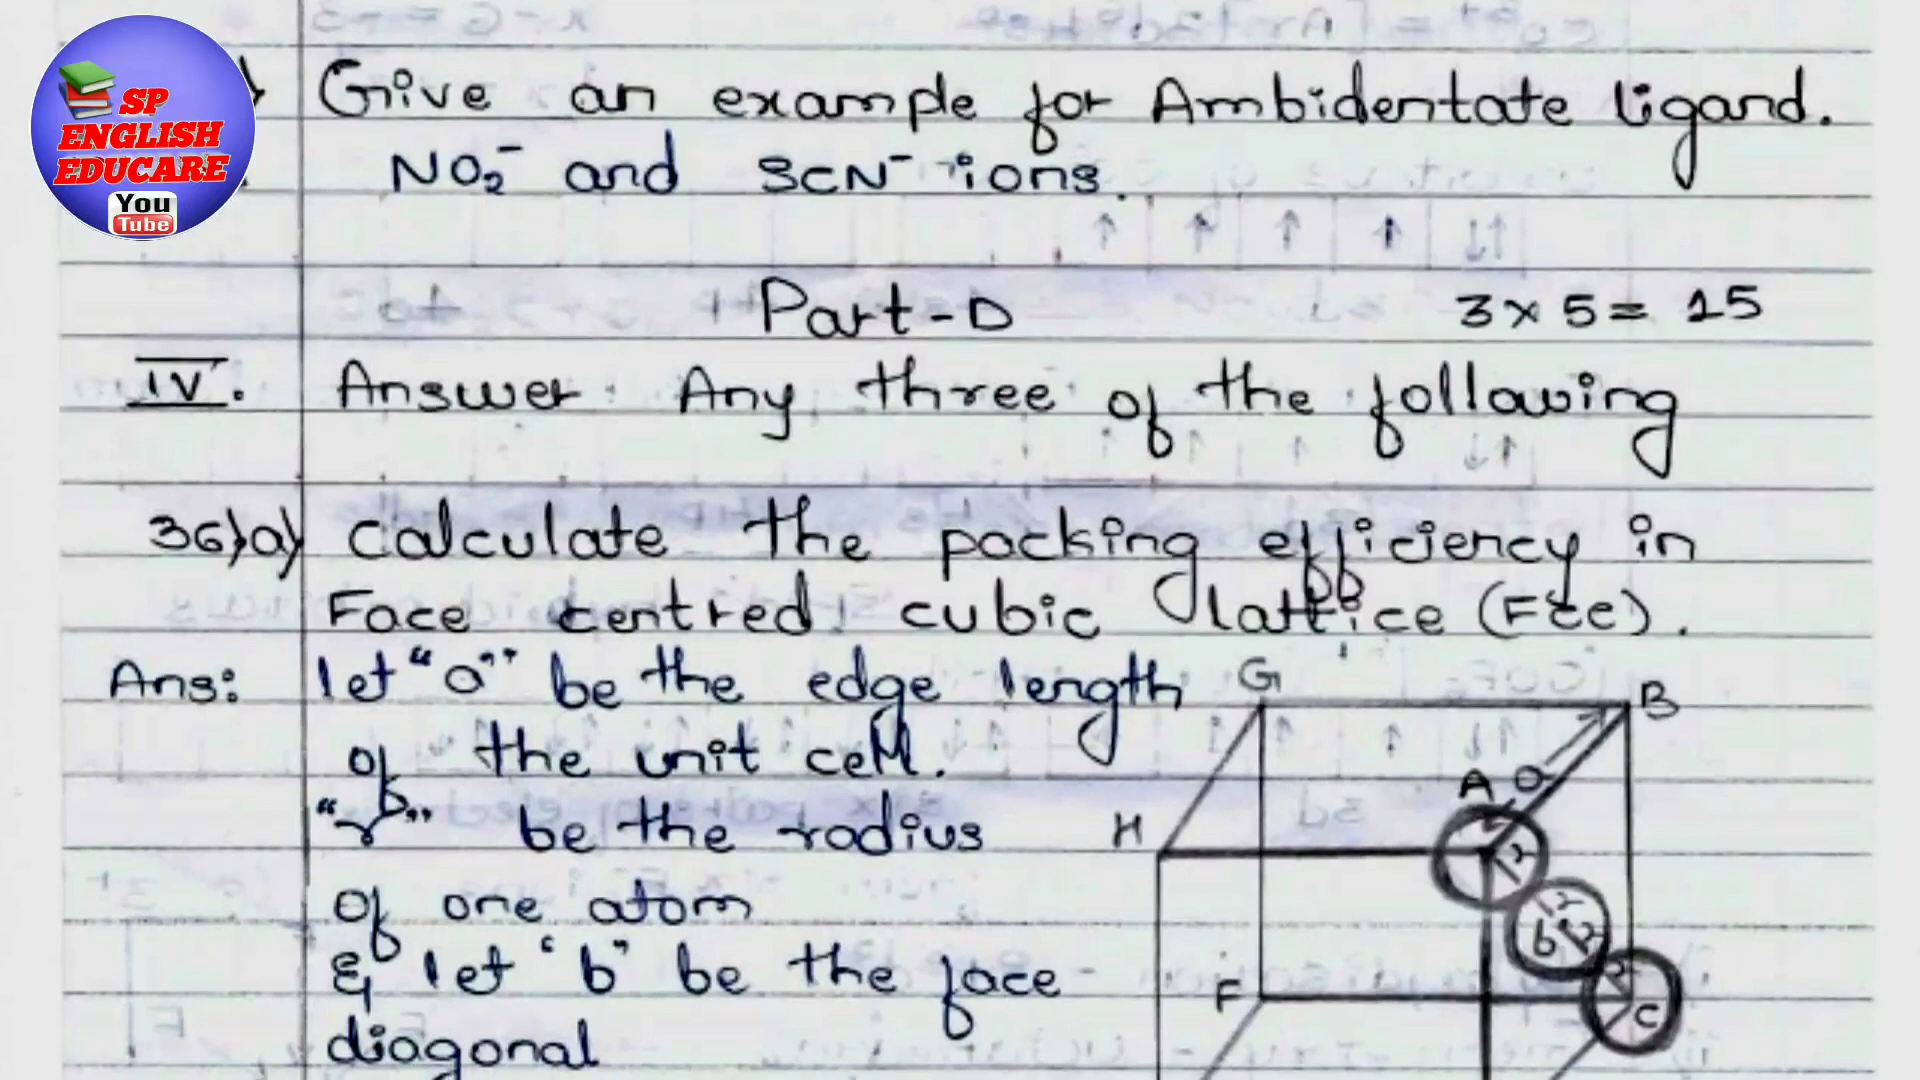 SP
ENGLISH
EDUCARE
You
Tube
Give an example for Ambidentate ligand.
NO₂⁻ and SCN⁻ ions.
Part-D 3 x 5 = 15
IV. Answer Any three of the following
36)a) Calculate the packing efficiency in
Face centred cubic lattice (Fcc).
Ans: let "a" be the edge length
of the unit cell.
"r" be the radius
of one atom
& let "b" be the face
diagonal
G B
A a
H
b
F C